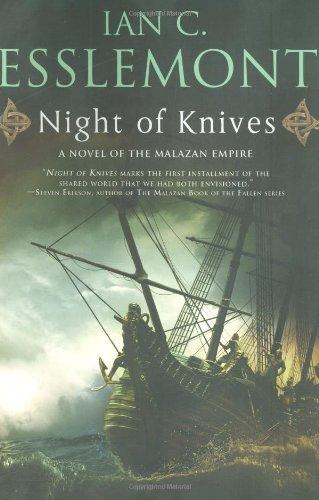 IAN C.
ESSLEMONT
Night of Knives
A NOVEL OF THE MALAZAN EMPIRE
"NIGHT OF KNIVES MARKS THE FIRST INSTALLMENT OF THE
SHARED WORLD THAT WE HAD BOTH ENVISIONED."
—STEVEN ERIKSON, AUTHOR OF THE MALAZAN BOOK OF THE FALLEN SERIES